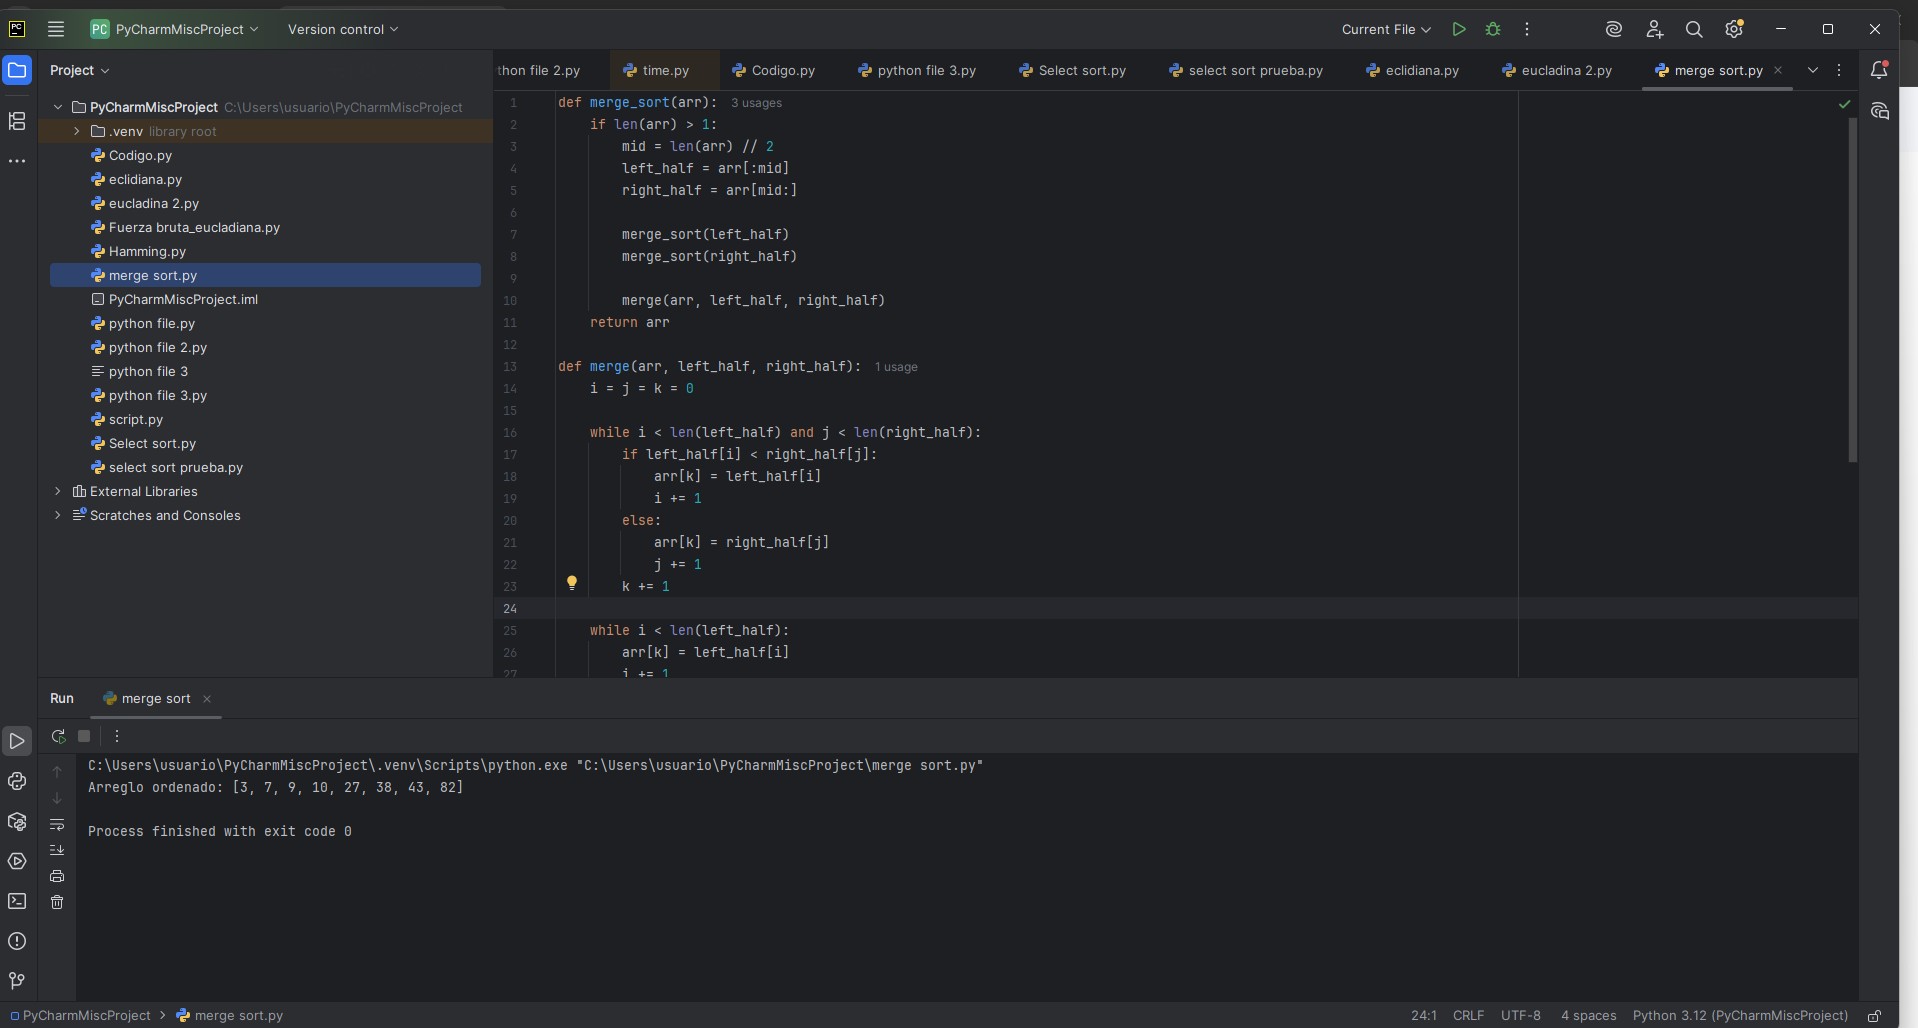 PC
PC PyCharmMiscProject
Version control
Current File
Project
thon file 2.py
time.py
Codigo.py
python file 3.py
Select sort.py
select sort prueba.py
eclidiana.py
eucladina 2.py
merge sort.py
PyCharmMiscProject C:\Users\usuario\PyCharmMiscProject
.venv library root
Codigo.py
eclidiana.py
eucladina 2.py
Fuerza bruta_eucladiana.py
Hamming.py
merge sort.py
PyCharmMiscProject.iml
python file.py
python file 2.py
python file 3
python file 3.py
script.py
Select sort.py
select sort prueba.py
External Libraries
Scratches and Consoles
1 def merge_sort(arr): 3 usages
2 if len(arr) > 1:
3 mid = len(arr) // 2
4 left_half = arr[:mid]
5 right_half = arr[mid:]
6
7 merge_sort(left_half)
8 merge_sort(right_half)
9
10 merge(arr, left_half, right_half)
11 return arr
12
13 def merge(arr, left_half, right_half): 1 usage
14 i = j = k = 0
15
16 while i < len(left_half) and j < len(right_half):
17 if left_half[i] < right_half[j]:
18 arr[k] = left_half[i]
19 i += 1
20 else:
21 arr[k] = right_half[j]
22 j += 1
23 k += 1
24
25 while i < len(left_half):
26 arr[k] = left_half[i]
27 i += 1
Run
merge sort
C:\Users\usuario\PyCharmMiscProject\.venv\Scripts\python.exe "C:\Users\usuario\PyCharmMiscProject\merge sort.py"
Arreglo ordenado: [3, 7, 9, 10, 27, 38, 43, 82]
Process finished with exit code 0
PyCharmMiscProject > merge sort.py
24:1 CRLF UTF-8 4 spaces Python 3.12 (PyCharmMiscProject)